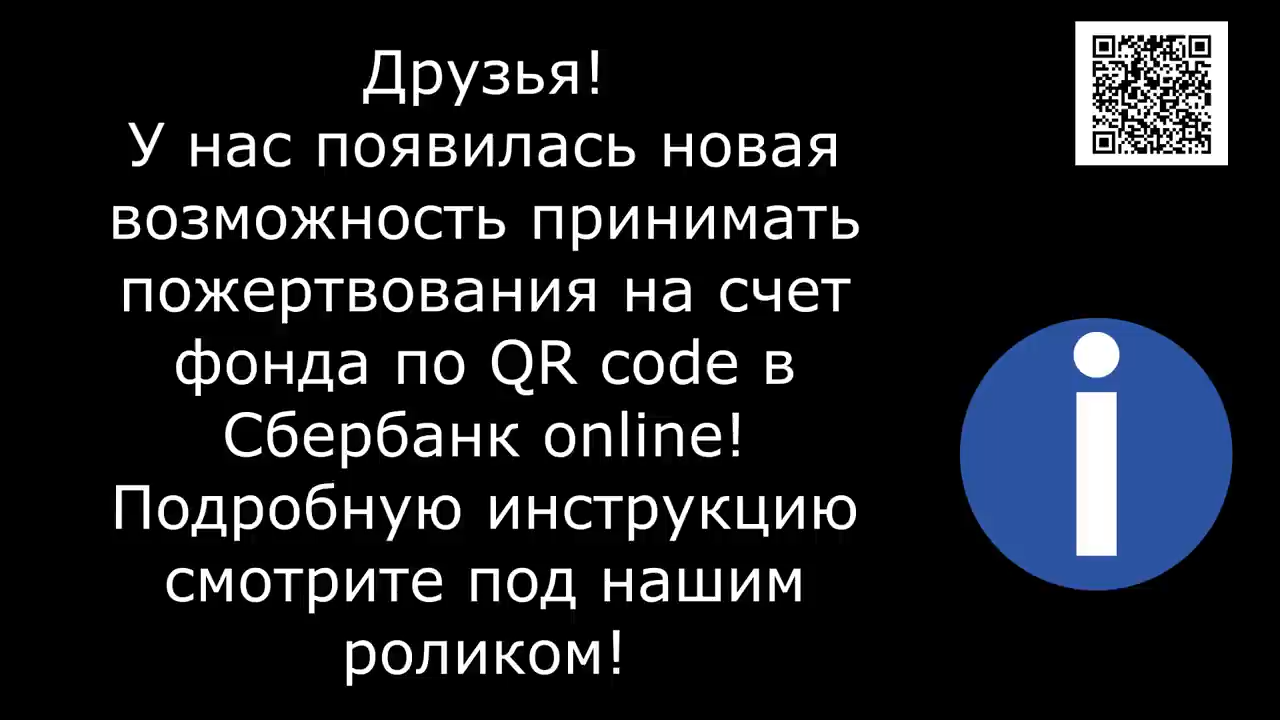 Друзья!
У нас появилась новая
возможность принимать
пожертвования на счет
фонда по QR code в
Сбербанк online!
Подробную инструкцию
смотрите под нашим
роликом!